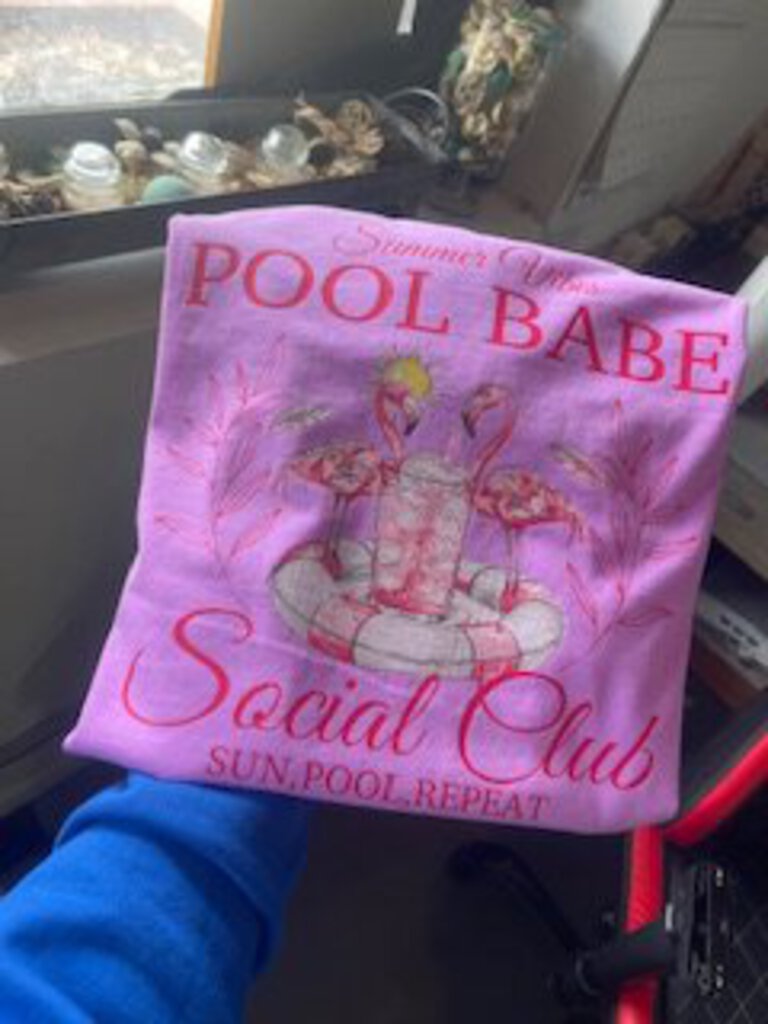 Summer Vibes
POOL BABE
Social Club
SUN, POOL, REPEAT